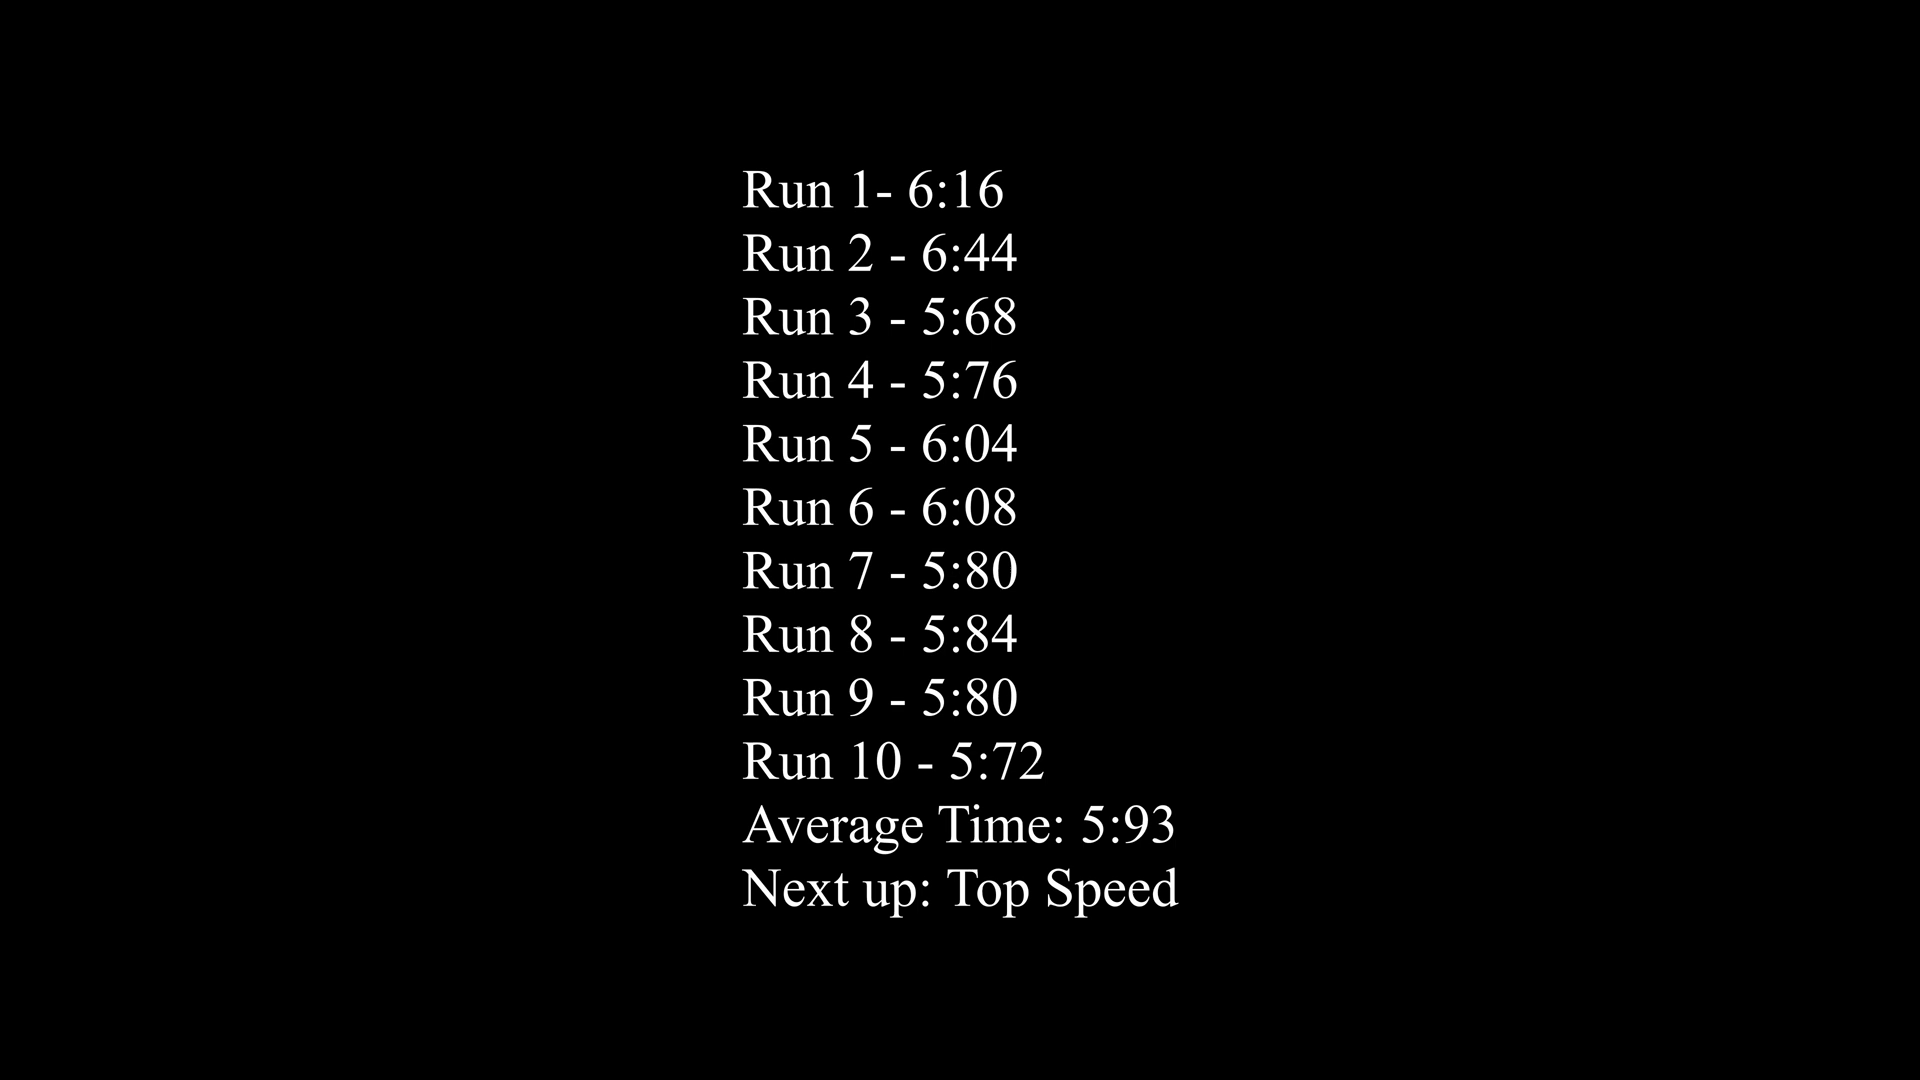 Run 1- 6:16
Run 2 - 6:44
Run 3 - 5:68
Run 4 - 5:76
Run 5 - 6:04
Run 6 - 6:08
Run 7 - 5:80
Run 8 - 5:84
Run 9 - 5:80
Run 10 - 5:72
Average Time: 5:93
Next up: Top Speed